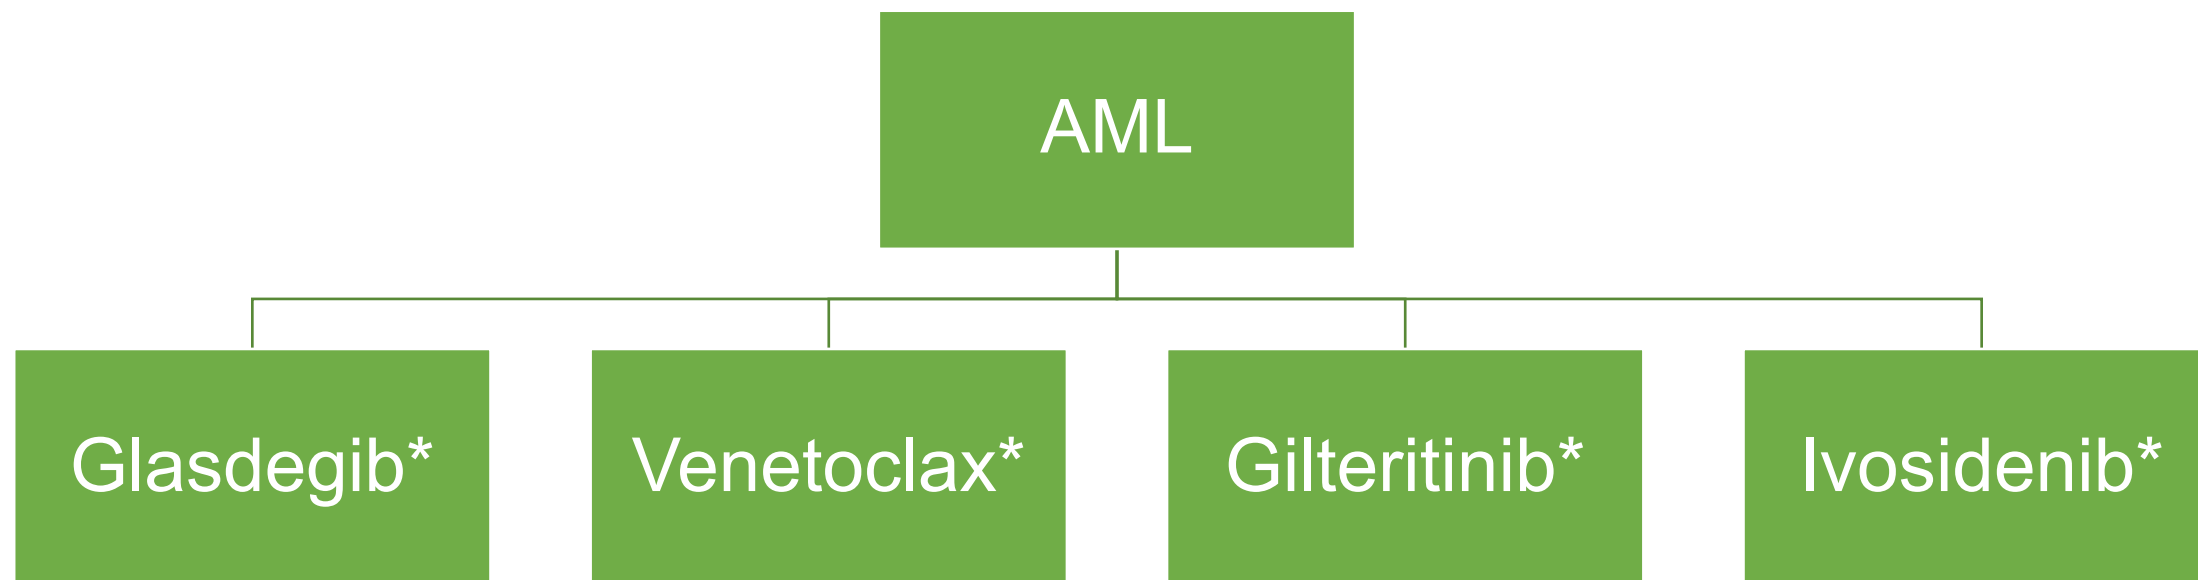 AML
Glasdegib*
Venetoclax*
Gilteritinib*
Ivosidenib*